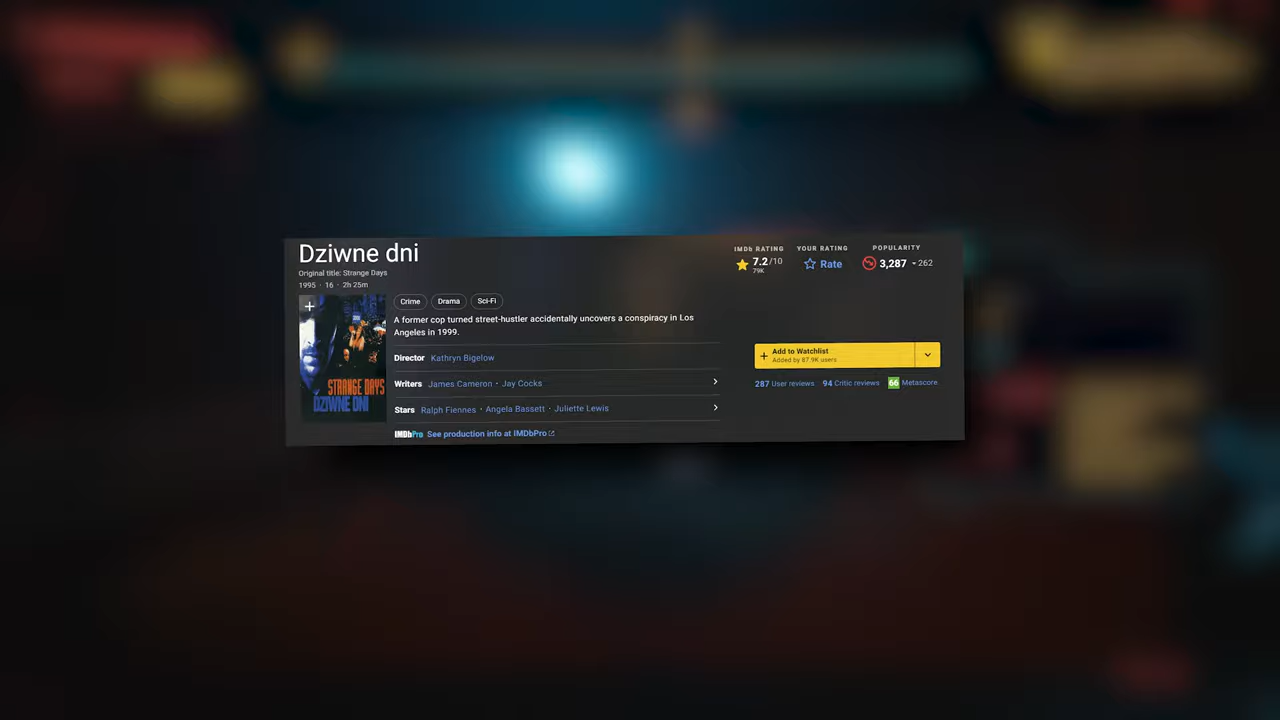 Dziwne dni
Original title: Strange Days
1995 · 16 · 2h 25m
IMDb RATING
7.2/10
79K
YOUR RATING
Rate
POPULARITY
3,287
262
STRANGE DAYS
DZIWNE DNI
Crime
Drama
Sci-Fi
A former cop turned street-hustler accidentally uncovers a conspiracy in Los
Angeles in 1999.
Director Kathryn Bigelow
Writers James Cameron · Jay Cocks
Stars Ralph Fiennes · Angela Bassett · Juliette Lewis
IMDbPro See production info at IMDbPro
+ Add to Watchlist
Added by 87.9K users
287 User reviews 94 Critic reviews 66 Metascore